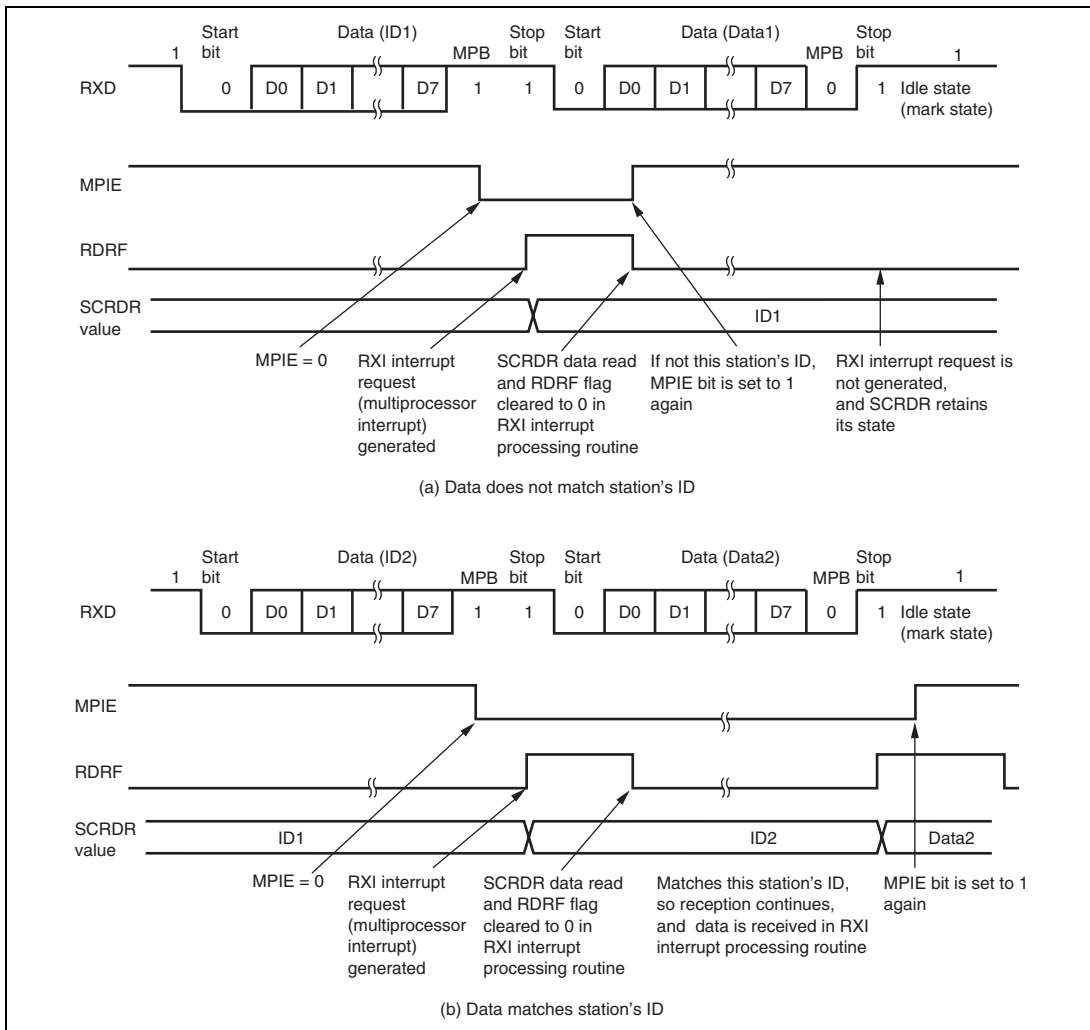 Start bit Data (ID1) MPB Stop bit Start bit Data (Data1) MPB Stop bit
1 1
RXD 0 D0 D1 D7 1 1 0 D0 D1 D7 0 1 Idle state (mark state)
MPIE
RDRF
SCRDR value
ID1
MPIE = 0
RXI interrupt
request
(multiprocessor
interrupt)
generated
SCRDR data read
and RDRF flag
cleared to 0 in
RXI interrupt
processing routine
If not this station's ID,
MPIE bit is set to 1
again
RXI interrupt request is
not generated,
and SCRDR retains
its state
(a) Data does not match station's ID
Start bit Data (ID2) MPB Stop bit Start bit Data (Data2) MPB Stop bit
1 1
RXD 0 D0 D1 D7 1 1 0 D0 D1 D7 0 1 Idle state (mark state)
MPIE
RDRF
SCRDR value
ID1 ID2 Data2
MPIE = 0
RXI interrupt
request
(multiprocessor
interrupt)
generated
SCRDR data read
and RDRF flag
cleared to 0 in
RXI interrupt
processing routine
Matches this station's ID,
so reception continues,
and data is received in RXI
interrupt processing routine
MPIE bit is set to 1
again
(b) Data matches station's ID